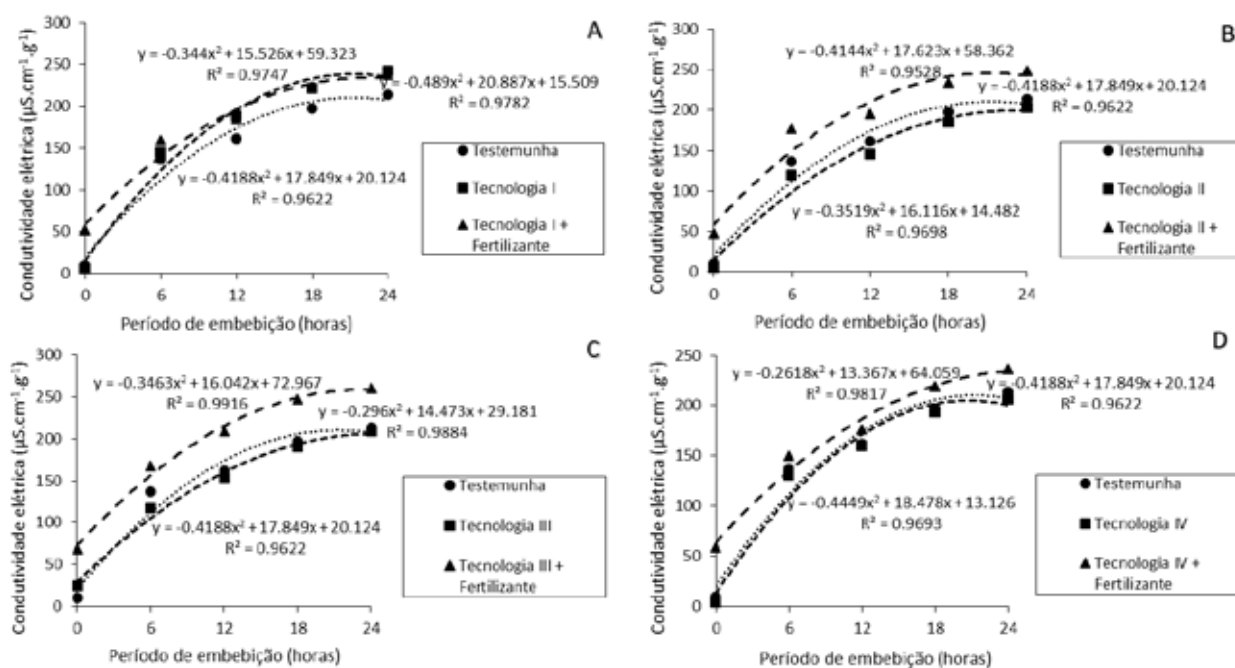 A
Condutividade elétrica (µS.cm⁻¹.g⁻¹)
300
250
200
150
100
50
0
y = -0.344x² + 15.526x + 59.323
R² = 0.9747
-0.489x² + 20.887x + 15.509
R² = 0.9782
y = -0.4188x² + 17.849x + 20.124
R² = 0.9622
Testemunha
Tecnologia I
Tecnologia I +
Fertilizante
0 6 12 18 24
Período de embebição (horas)
B
Condutividade elétrica (µS.cm⁻¹.g⁻¹)
300
250
200
150
100
50
0
y = -0.4144x² + 17.623x + 58.362
R² = 0.9528
-0.4188x² + 17.849x + 20.124
R² = 0.9622
y = -0.3519x² + 16.116x + 14.482
R² = 0.9698
Testemunha
Tecnologia II
Tecnologia II +
Fertilizante
0 6 12 18 24
Período de embebição (horas)
C
Condutividade elétrica (µS.cm⁻¹.g⁻¹)
300
250
200
150
100
50
0
y = -0.3463x² + 16.042x + 72.967
R² = 0.9916
-0.296x² + 14.473x + 29.181
R² = 0.9884
y = -0.4188x² + 17.849x + 20.124
R² = 0.9622
Testemunha
Tecnologia III
Tecnologia III +
Fertilizante
0 6 12 18 24
Período de embebição (horas)
D
Condutividade elétrica (µS.cm⁻¹.g⁻¹)
250
200
150
100
50
0
y = -0.2618x² + 13.367x + 64.059
R² = 0.9817
-0.4188x² + 17.849x + 20.124
R² = 0.9622
y = -0.4449x² + 18.478x + 13.126
R² = 0.9693
Testemunha
Tecnologia IV
Tecnologia IV +
Fertilizante
0 6 12 18 24
Período de embebição (horas)